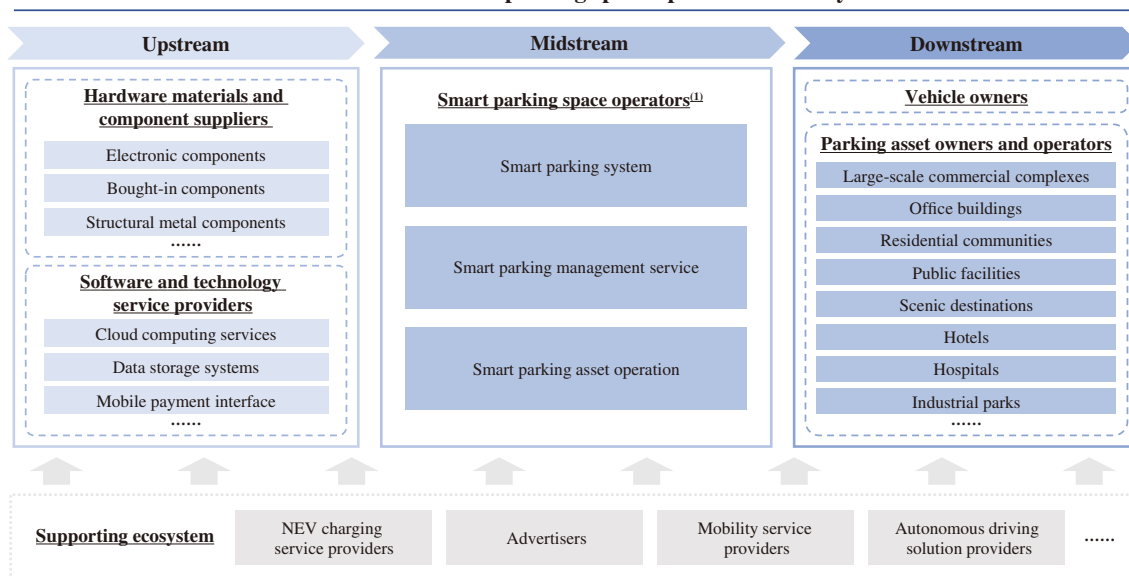 Upstream
Midstream
Downstream
Hardware materials and
component suppliers
Electronic components
Bought-in components
Structural metal components
......
Software and technology
service providers
Cloud computing services
Data storage systems
Mobile payment interface
......
Smart parking space operators(1)
Smart parking system
Smart parking management service
Smart parking asset operation
Vehicle owners
Parking asset owners and operators
Large-scale commercial complexes
Office buildings
Residential communities
Public facilities
Scenic destinations
Hotels
Hospitals
Industrial parks
......
Supporting ecosystem
NEV charging
service providers
Advertisers
Mobility service
providers
Autonomous driving
solution providers
......